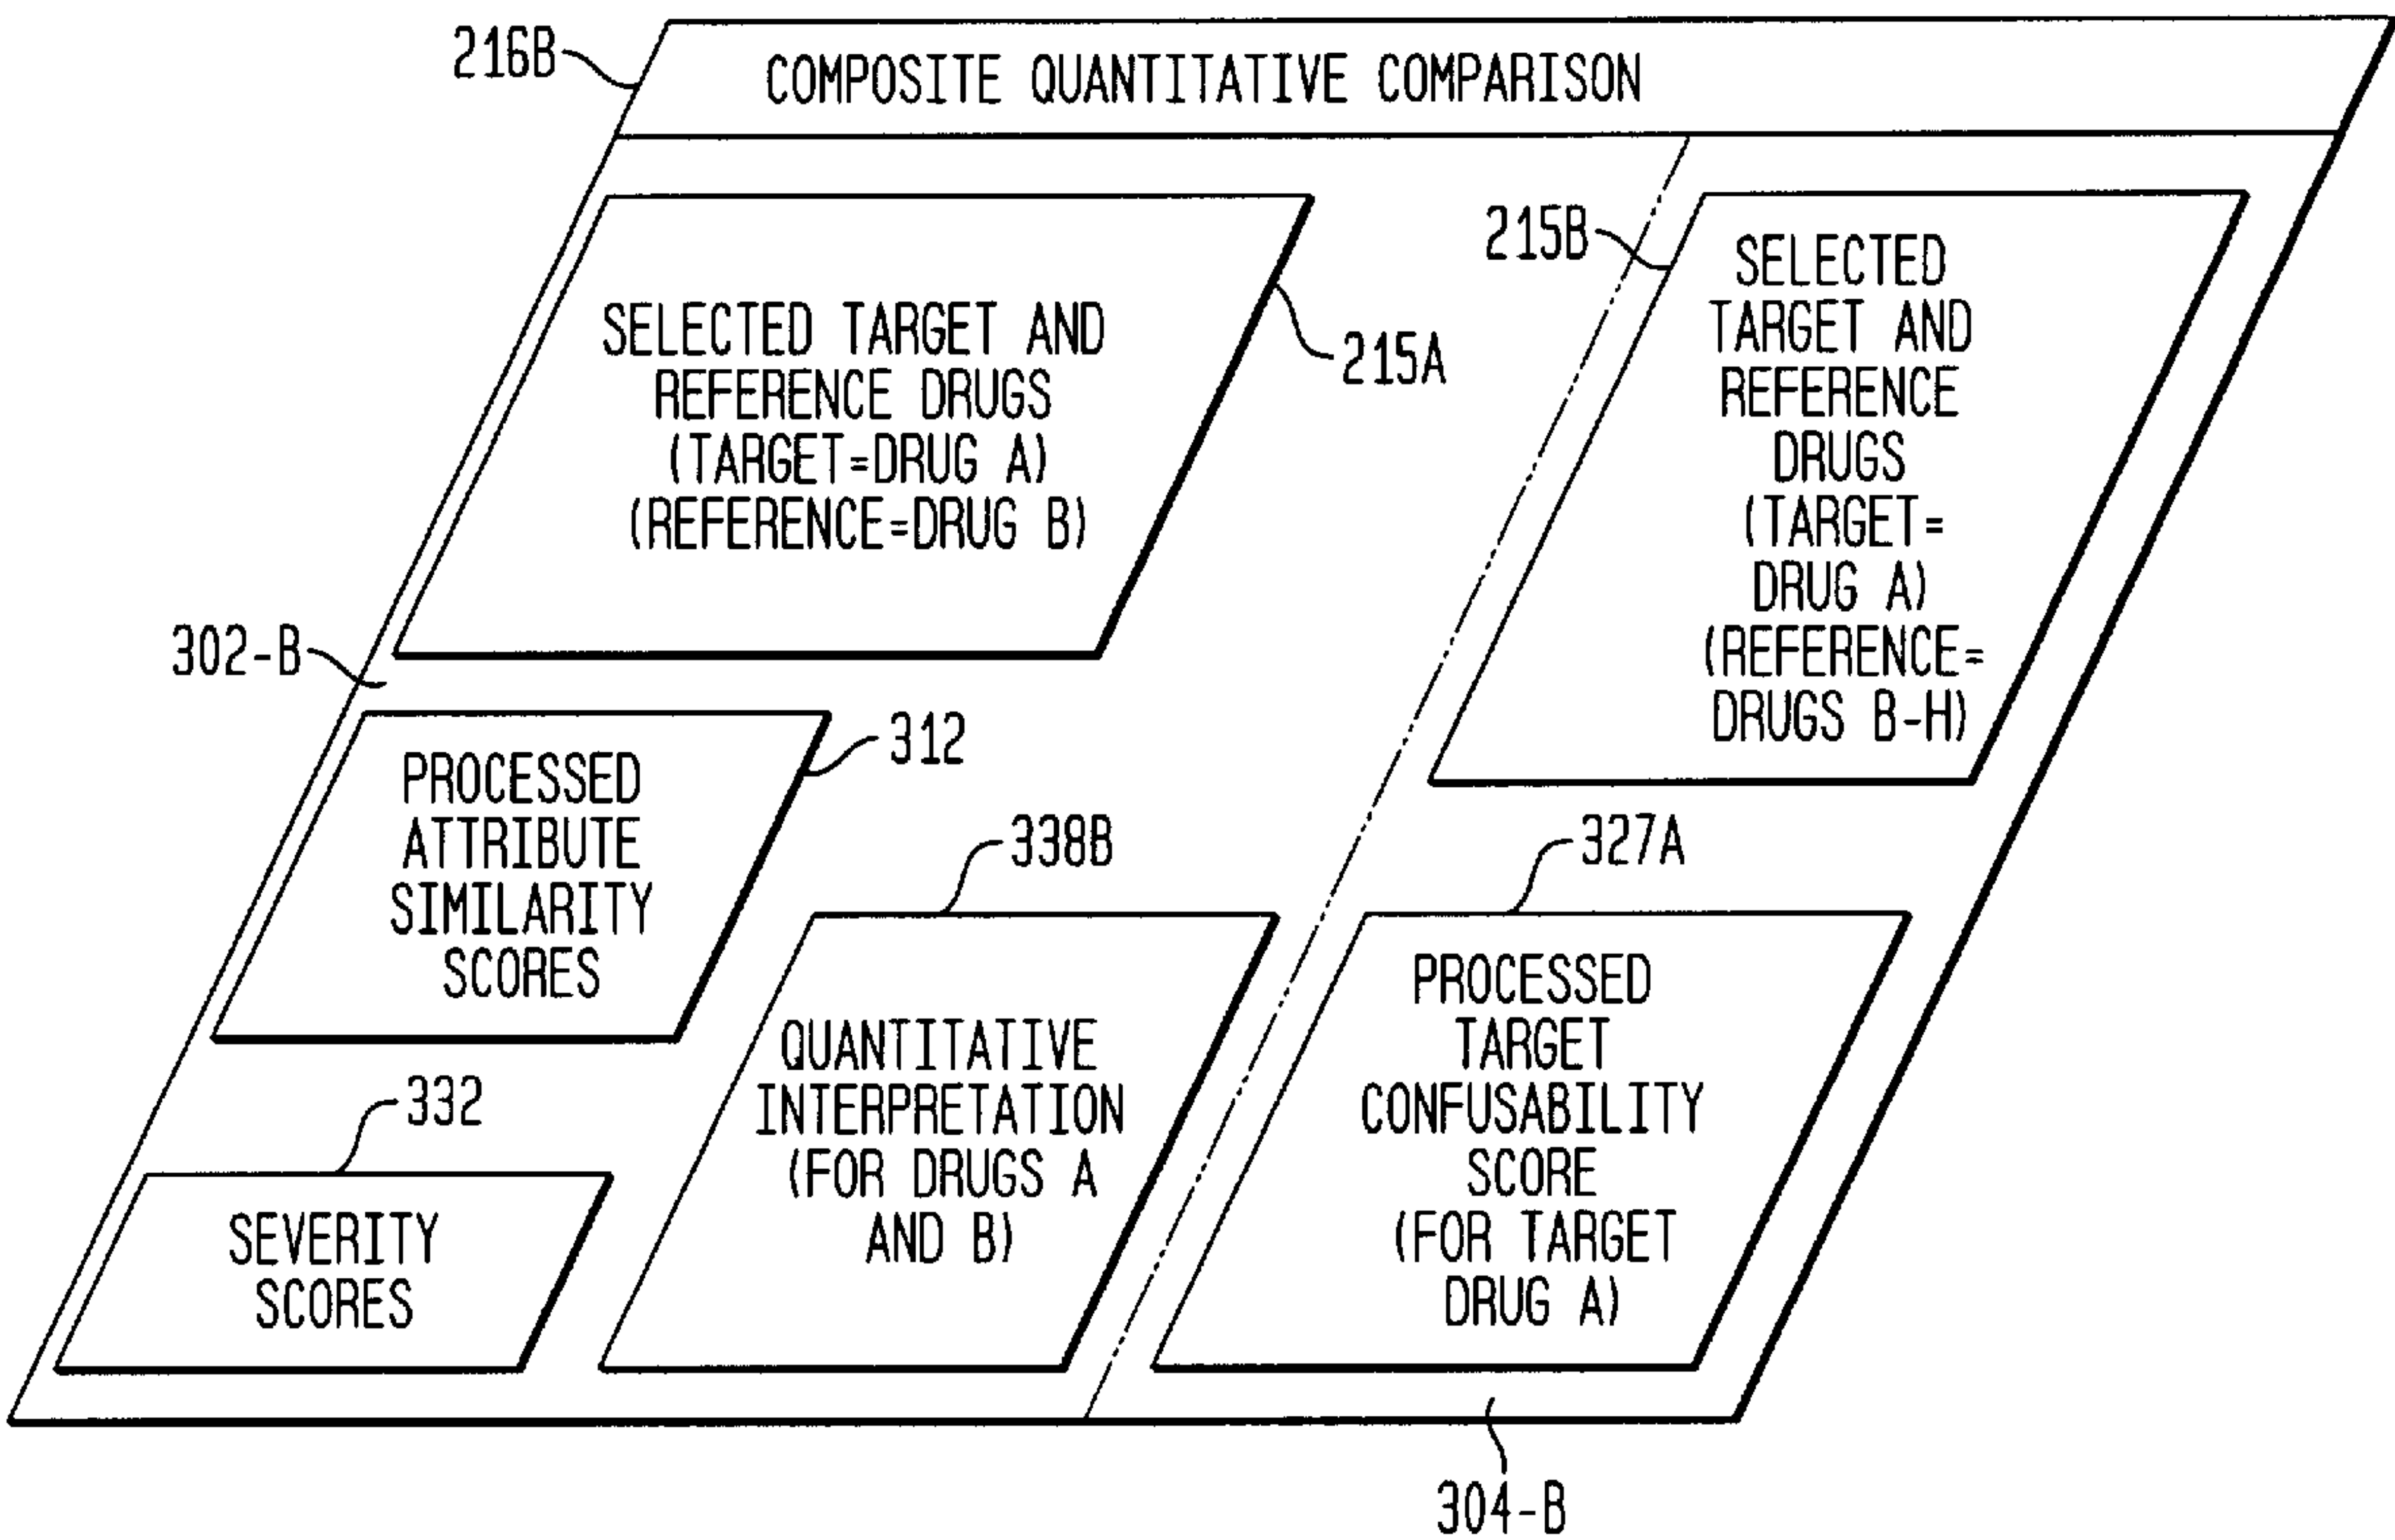 216B
COMPOSITE QUANTITATIVE COMPARISON
SELECTED TARGET AND
REFERENCE DRUGS
(TARGET=DRUG A)
(REFERENCE=DRUG B)
215A
215B
SELECTED
TARGET AND
REFERENCE
DRUGS
(TARGET=
DRUG A)
(REFERENCE=
DRUGS B-H)
302-B
PROCESSED
ATTRIBUTE
SIMILARITY
SCORES
312
338B
QUANTITATIVE
INTERPRETATION
(FOR DRUGS A
AND B)
327A
PROCESSED
TARGET
CONFUSABILITY
SCORE
(FOR TARGET
DRUG A)
332
SEVERITY
SCORES
304-B